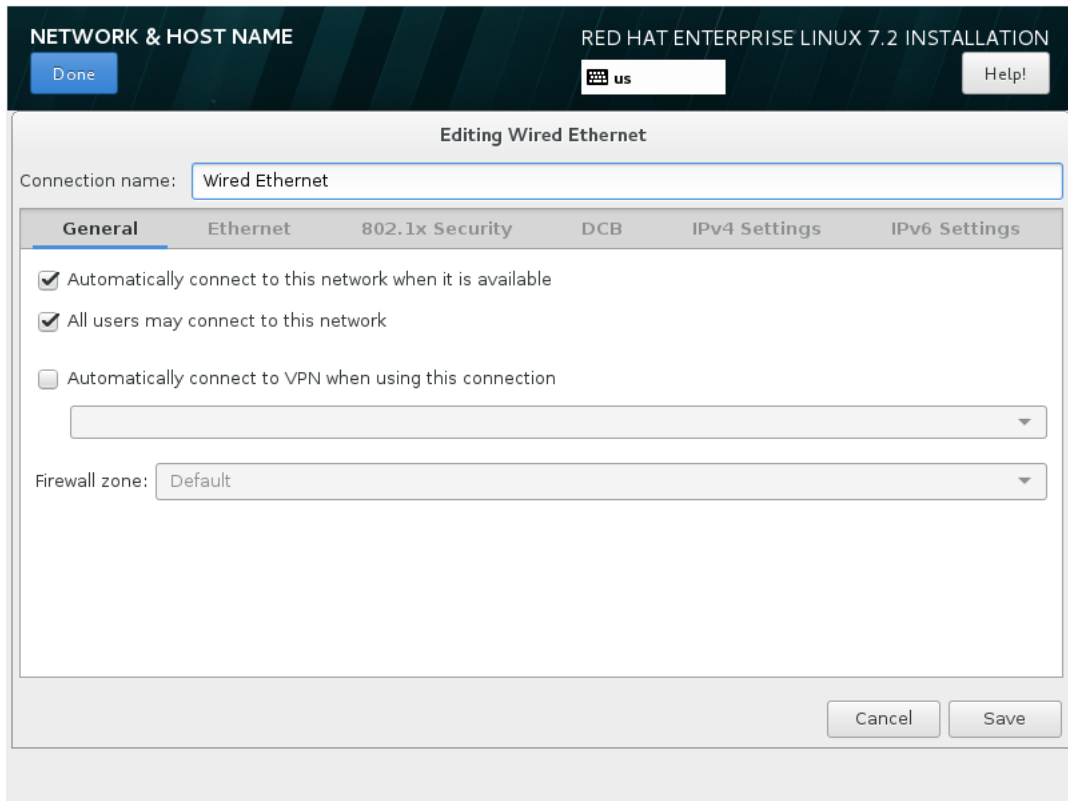 NETWORK & HOST NAME
RED HAT ENTERPRISE LINUX 7.2 INSTALLATION
Done
us
Help!
Editing Wired Ethernet
Connection name: Wired Ethernet
General Ethernet 802.1x Security DCB IPv4 Settings IPv6 Settings
Automatically connect to this network when it is available
All users may connect to this network
Automatically connect to VPN when using this connection
Firewall zone: Default
Cancel Save